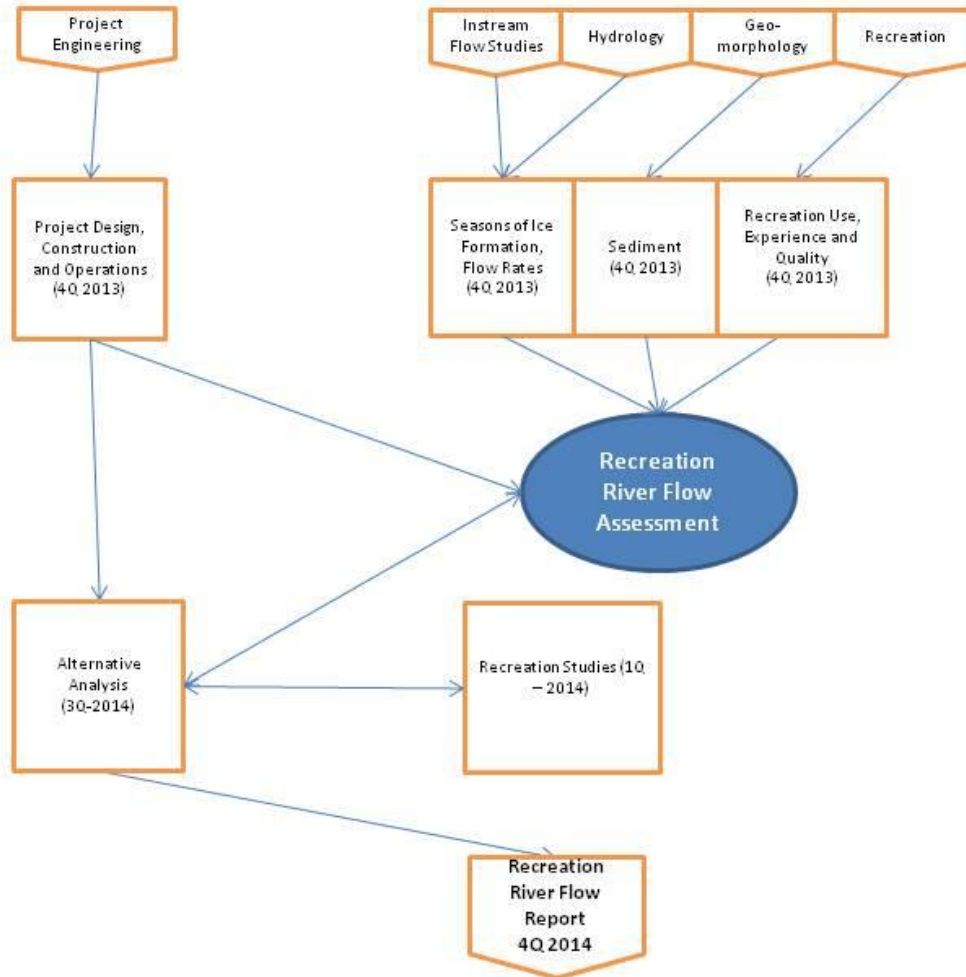 Project
Engineering
Instream
Flow Studies
Hydrology
Geo-
morphology
Recreation
Project Design,
Construction
and Operations
(4Q 2013)
Seasons of Ice
Formation,
Flow Rates
(4Q 2013)
Sediment
(4Q 2013)
Recreation Use,
Experience and
Quality
(4Q 2013)
Recreation
River Flow
Assessment
Alternative
Analysis
(3Q-2014)
Recreation Studies (1Q
– 2014)
Recreation
River Flow
Report
4Q 2014